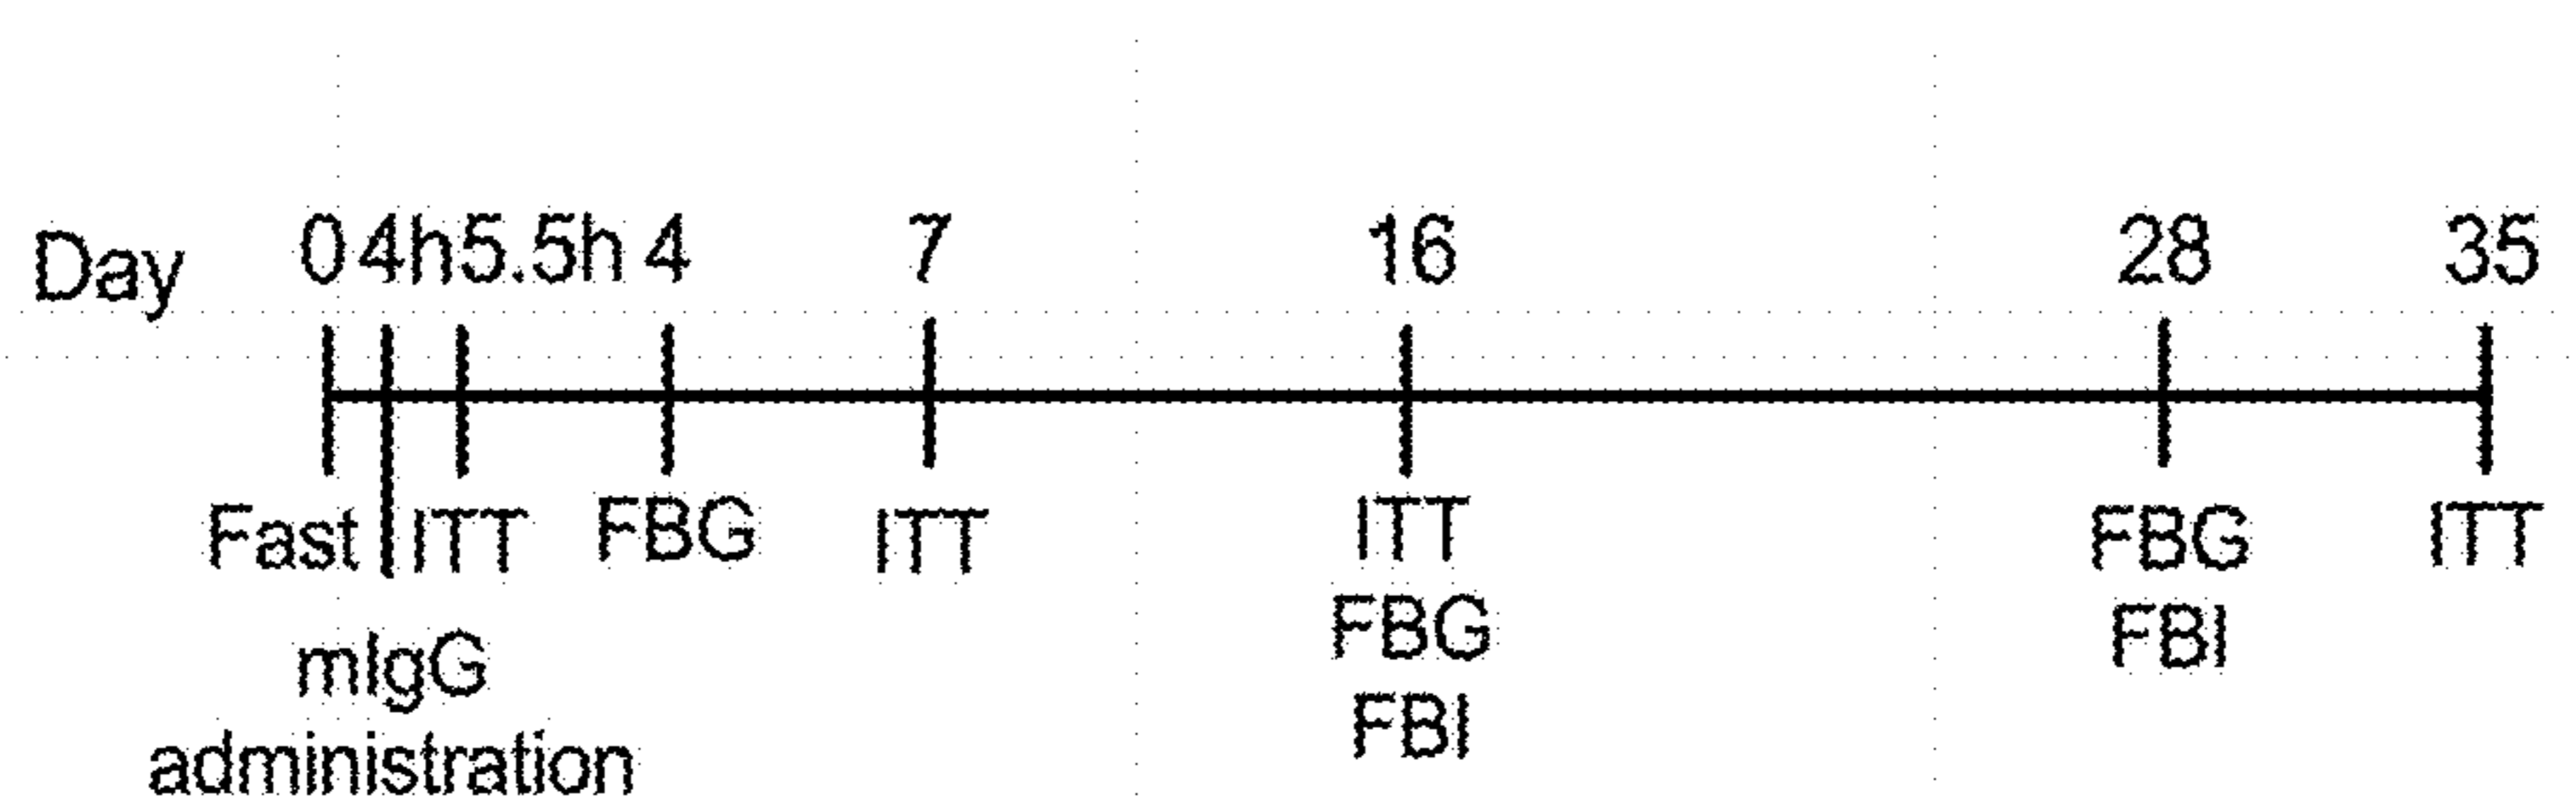 Day 0 4h 5.5h 4 7 16 28 35
Fast ITT FBG ITT ITT FBG ITT
mIgG FBG FBI
administration FBI